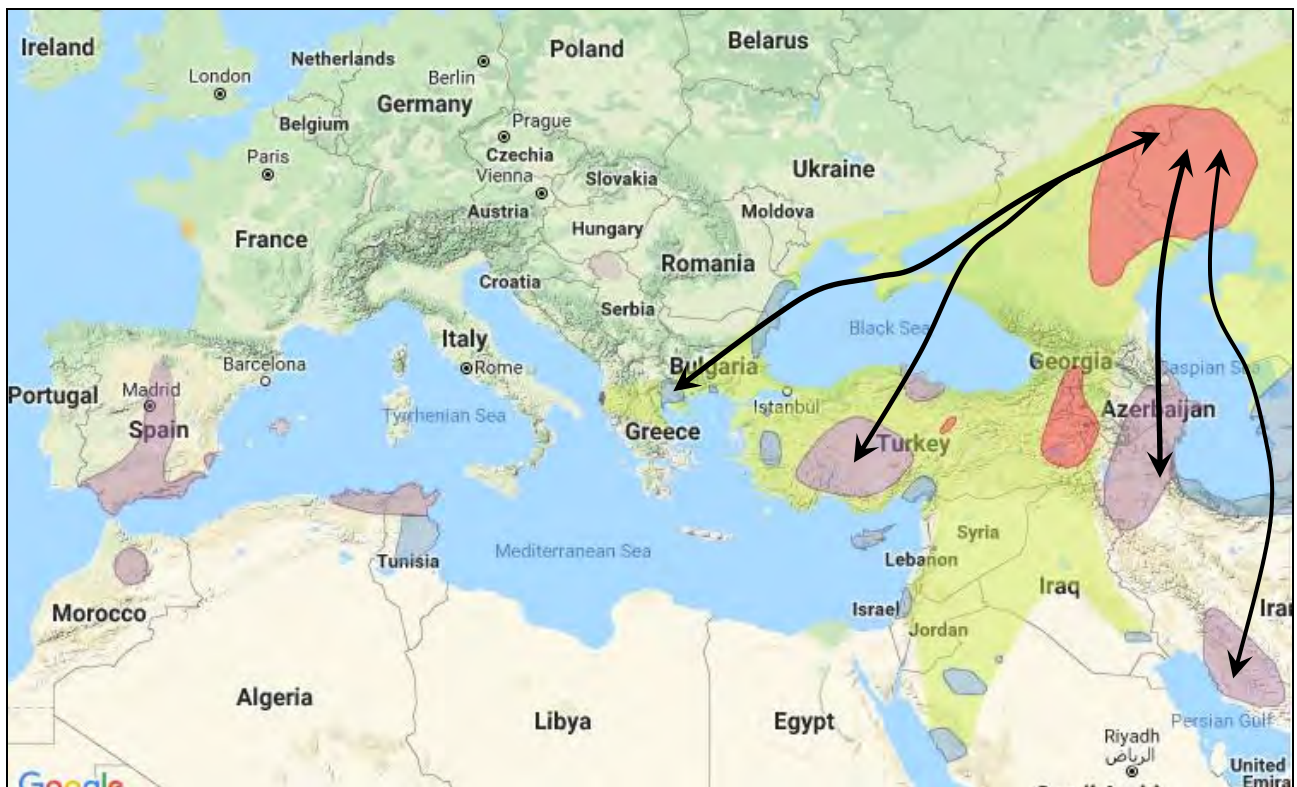 Ireland
Netherlands
Poland
Belarus
London
Berlin
Germany
Belgium
Prague
Czechia
Paris
Vienna
Slovakia
Ukraine
Austria
Hungary
Moldova
France
Croatia
Romania
Serbia
Italy
Black Sea
Barcelona
Rome
Bulgaria
Georgia
Caspian Sea
Portugal
Madrid
Spain
Tyrrhenian Sea
Istanbul
Azerbaijan
Greece
Turkey
Mediterranean Sea
Syria
Tunisia
Lebanon
Morocco
Israel
Iraq
Iran
Jordan
Algeria
Libya
Egypt
Persian Gulf
Riyadh
الرياض
United
Google